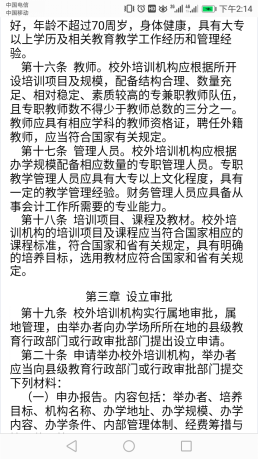 中国电信
中国移动
下午2:14
好，年龄不超过70周岁，身体健康，具有大专
以上学历及相关教育教学工作经历和管理经
验。
第十六条 教师。校外培训机构应根据所开
设培训项目及规模，配备结构合理、数量充
足、相对稳定、素质较高的专兼职教师队伍，
且专职教师数不得少于教师总数的三分之一。
教师应具有相应学科的教师资格证，聘任外籍
教师，应当符合国家有关规定。
第十七条 管理人员。校外培训机构应根据
办学规模配备相应数量的专职管理人员。专职
教学管理人员应具有大专以上文化程度，具有
一定的教学管理经验。财务管理人员应具备从
事会计工作所需要的专业能力。
第十八条 培训项目、课程及教材。校外培
训机构的培训项目及课程应当符合国家相应的
课程标准，符合国家和省有关规定，具有明确
的培养目标，选用教材应符合国家和省有关规
定。
第三章 设立审批
第十九条 校外培训机构实行属地审批，属
地管理，由举办者向办学场所所在地的县级教
育行政部门或行政审批部门提出设立申请。
第二十条 申请举办校外培训机构，举办者
应当向县级教育行政部门或行政审批部门提交
下列材料：
（一）申办报告。内容包括：举办者、培养
目标、机构名称、办学地址、办学规模、办学
内容、办学条件、内部管理体制、经费筹措与